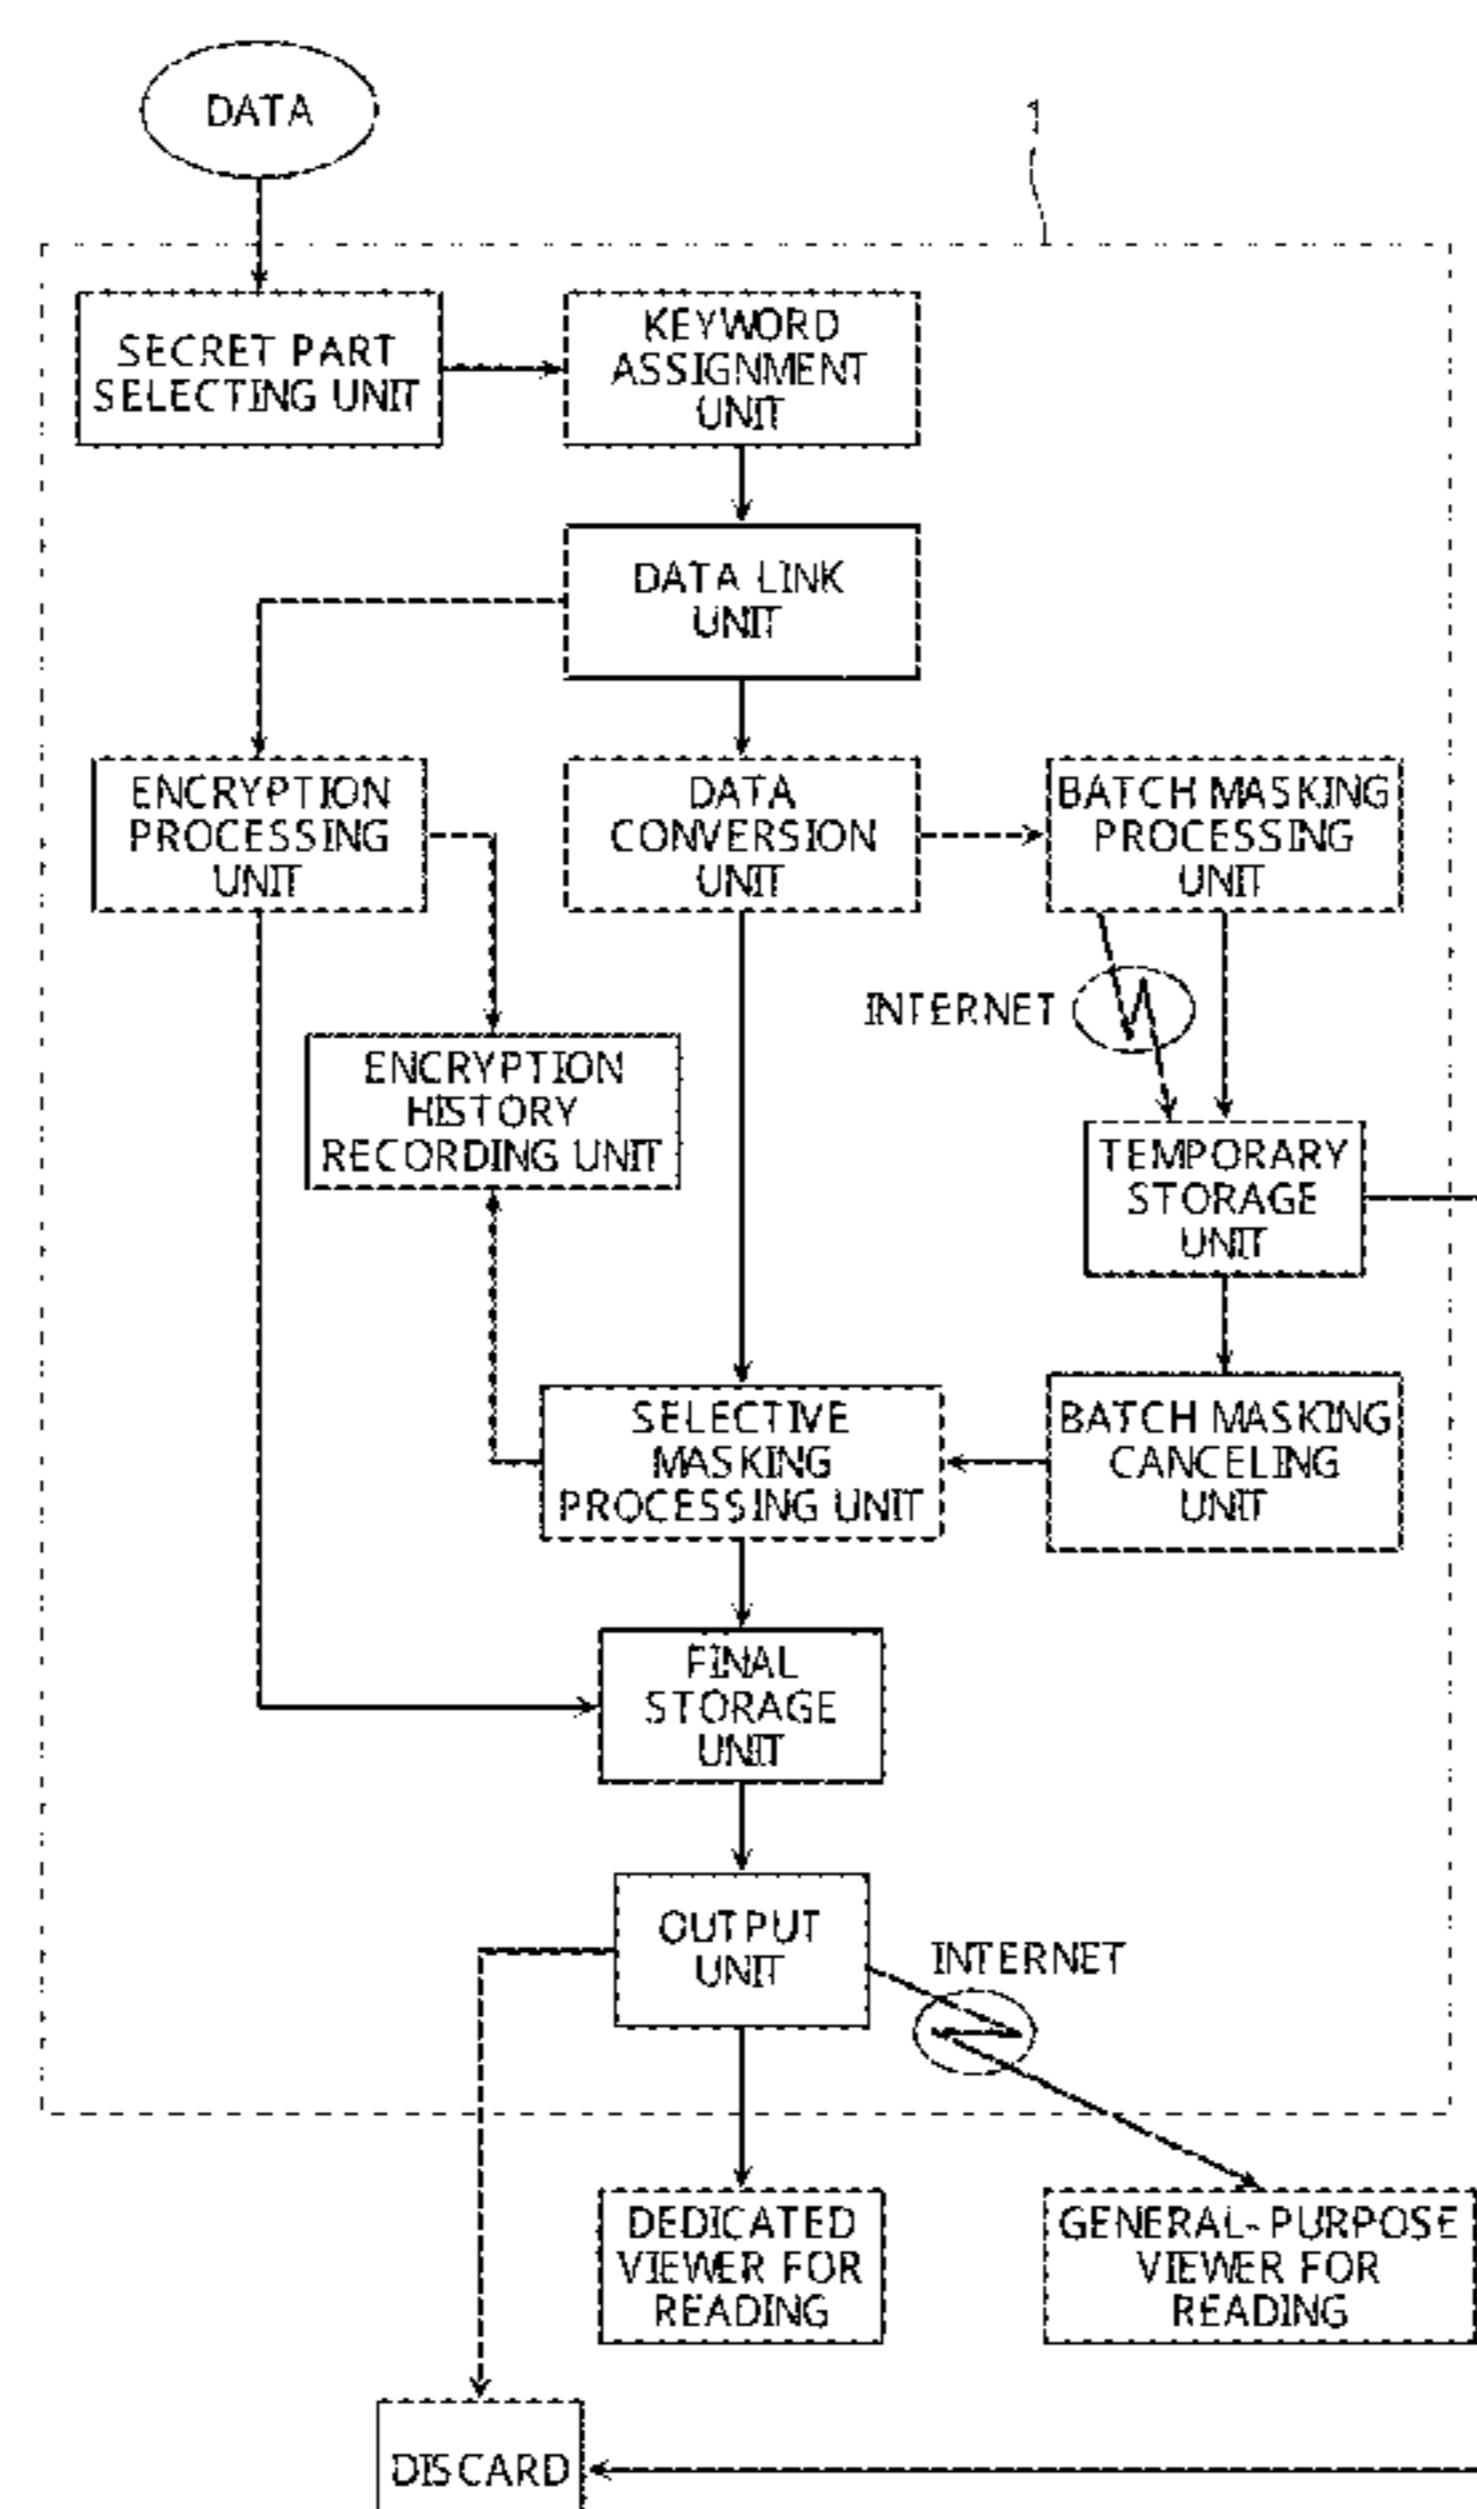 DATA
1
SECRET PART
SELECTING UNIT
KEYWORD
ASSIGNMENT
UNIT
DATA LINK
UNIT
ENCRYPTION
PROCESSING
UNIT
DATA
CONVERSION
UNIT
BATCH MASKING
PROCESSING
UNIT
INTERNET
ENCRYPTION
HISTORY
RECORDING UNIT
TEMPORARY
STORAGE
UNIT
SELECTIVE
MASKING
PROCESSING UNIT
BATCH MASKING
CANCELING
UNIT
FINAL
STORAGE
UNIT
OUTPUT
UNIT
INTERNET
DEDICATED
VIEWER FOR
READING
GENERAL-PURPOSE
VIEWER FOR
READING
DISCARD